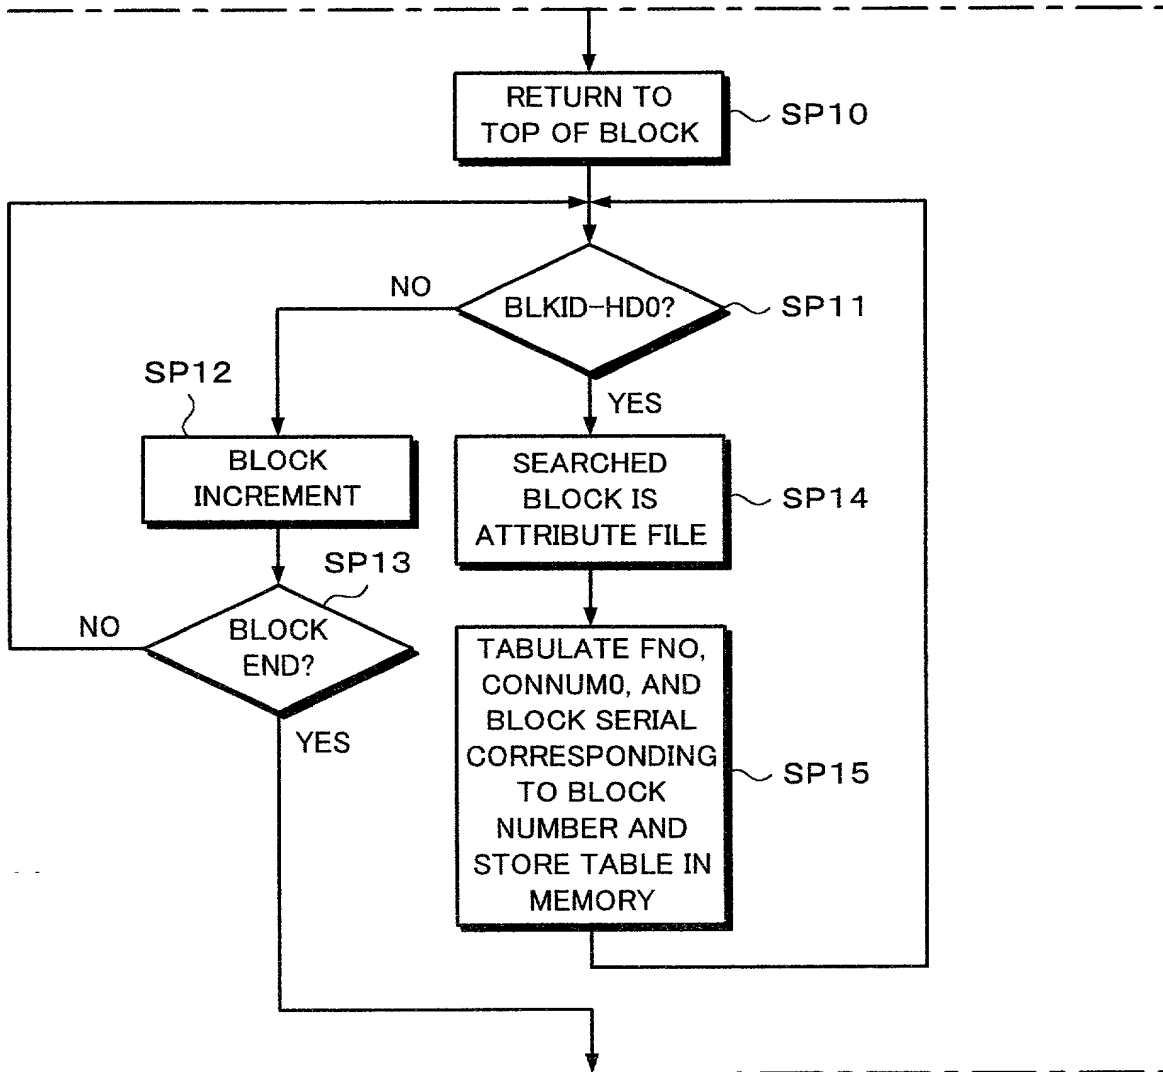 RETURN TO
TOP OF BLOCK
SP10
NO
BLKID-HD0?
SP11
SP12
YES
BLOCK
INCREMENT
SEARCHED
BLOCK IS
ATTRIBUTE FILE
SP14
SP13
NO
BLOCK
END?
YES
TABULATE FNO,
CONNUM0, AND
BLOCK SERIAL
CORRESPONDING
TO BLOCK
NUMBER AND
STORE TABLE IN
MEMORY
SP15